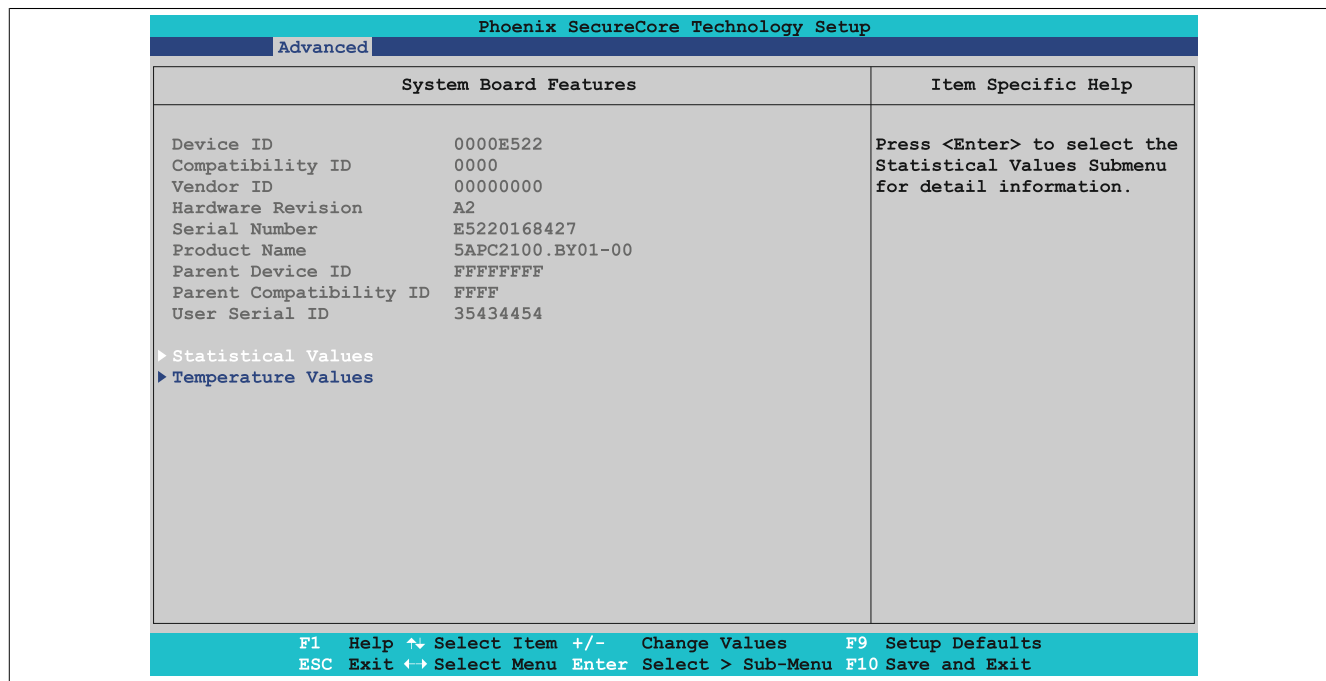 Phoenix SecureCore Technology Setup
Advanced
System Board Features
Item Specific Help
Device ID 0000E522
Compatibility ID 0000
Vendor ID 00000000
Hardware Revision A2
Serial Number E5220168427
Product Name 5APC2100.BY01-00
Parent Device ID FFFFFFFF
Parent Compatibility ID FFFF
User Serial ID 35434454
Statistical Values
Temperature Values
Press <Enter> to select the
Statistical Values Submenu
for detail information.
F1 Help ↑↓ Select Item +/- Change Values F9 Setup Defaults
ESC Exit ←→ Select Menu Enter Select > Sub-Menu F10 Save and Exit